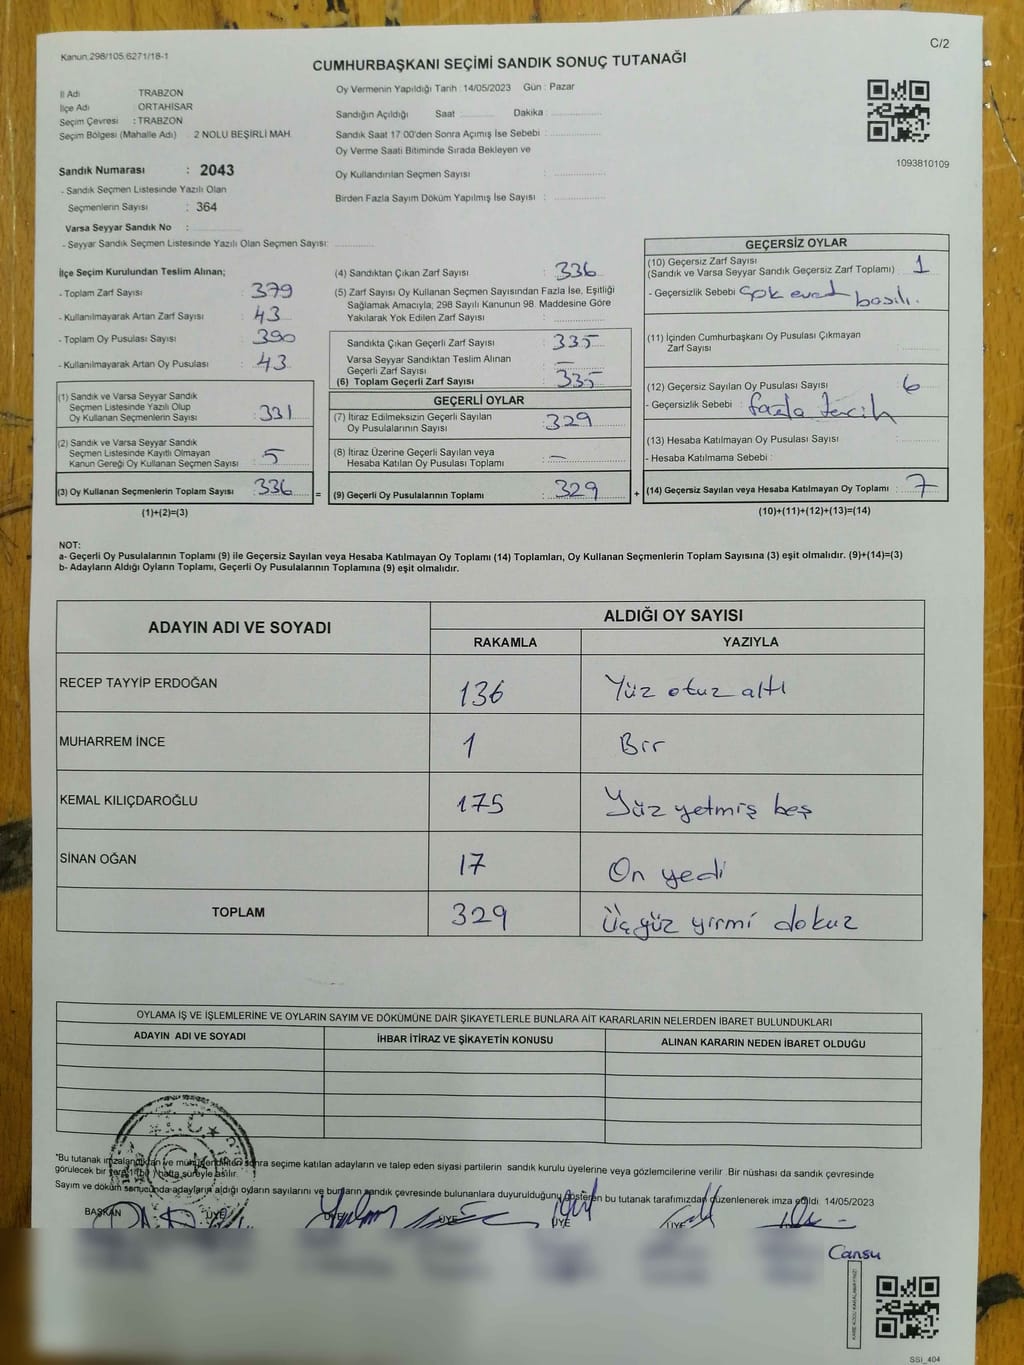 Kanun 298/105,6271/18-1
C/2
CUMHURBAŞKANI SEÇİMİ SANDIK SONUÇ TUTANAĞI
İl Adı TRABZON
İlçe Adı ORTAHİSAR
Seçim Çevresi : TRABZON
Seçim Bölgesi (Mahalle Adı) 2 NOLU BEŞİRLİ MAH.
Sandık Numarası : 2043
- Sandık Seçmen Listesinde Yazılı Olan
Seçmenlerin Sayısı : 364
Varsa Seyyar Sandık No :
- Seyyar Sandık Seçmen Listesinde Yazılı Olan Seçmen Sayısı:
Oy Vermenin Yapıldığı Tarih : 14/05/2023 Gün : Pazar
Sandığın Açıldığı Saat Dakika :
Sandık Saat 17:00'den Sonra Açımış İse Sebebi :
Oy Verme Saati Bitiminde Sırada Bekleyen ve
Oy Kullandırılan Seçmen Sayısı :
Birden Fazla Sayım Döküm Yapılmış İse Sayısı :
1093810109
İlçe Seçim Kurulundan Teslim Alınan;
- Toplam Zarf Sayısı : 379
- Kullanılmayarak Artan Zarf Sayısı : 43
- Toplam Oy Pusulası Sayısı : 390
- Kullanılmayarak Artan Oy Pusulası : 43
(1) Sandık ve Varsa Seyyar Sandık
Seçmen Listesinde Yazılı Olup
Oy Kullanan Seçmenlerin Sayısı : 331
(2) Sandık ve Varsa Seyyar Sandık
Seçmen Listesinde Kayıtlı Olmayan
Kanun Gereği Oy Kullanan Seçmen Sayısı : 5
(3) Oy Kullanan Seçmenlerin Toplam Sayısı : 336
(1)+(2)=(3)
(4) Sandıktan Çıkan Zarf Sayısı : 336
(5) Zarf Sayısı Oy Kullanan Seçmen Sayısından Fazla İse, Eşitliği
Sağlamak Amacıyla, 298 Sayılı Kanunun 98. Maddesine Göre
Yakılarak Yok Edilen Zarf Sayısı :
Sandıkta Çıkan Geçerli Zarf Sayısı : 335
Varsa Seyyar Sandıktan Teslim Alınan
Geçerli Zarf Sayısı : —
(6) Toplam Geçerli Zarf Sayısı : 335
GEÇERLİ OYLAR
(7) İtiraz Edilmeksizin Geçerli Sayılan
Oy Pusulalarının Sayısı : 329
(8) İtiraz Üzerine Geçerli Sayılan veya
Hesaba Katılan Oy Pusulası Toplamı : —
= (9) Geçerli Oy Pusulalarının Toplamı : 329 +
GEÇERSİZ OYLAR
(10) Geçersiz Zarf Sayısı
(Sandık ve Varsa Seyyar Sandık Geçersiz Zarf Toplamı) : 1
- Geçersizlik Sebebi : Çok evet basılı.
(11) İçinden Cumhurbaşkanı Oy Pusulası Çıkmayan
Zarf Sayısı :
(12) Geçersiz Sayılan Oy Pusulası Sayısı : 6
- Geçersizlik Sebebi : fazla tercih
(13) Hesaba Katılmayan Oy Pusulası Sayısı :
- Hesaba Katılmama Sebebi :
(14) Geçersiz Sayılan veya Hesaba Katılmayan Oy Toplamı : 7
(10)+(11)+(12)+(13)=(14)
NOT:
a- Geçerli Oy Pusulalarının Toplamı (9) ile Geçersiz Sayılan veya Hesaba Katılmayan Oy Toplamı (14) Toplamları, Oy Kullanan Seçmenlerin Toplam Sayısına (3) eşit olmalıdır. (9)+(14)=(3)
b- Adayların Aldığı Oyların Toplamı, Geçerli Oy Pusulalarının Toplamına (9) eşit olmalıdır.
ADAYIN ADI VE SOYADI
ALDIĞI OY SAYISI
RAKAMLA YAZIYLA
RECEP TAYYİP ERDOĞAN 136 Yüz otuz altı
MUHARREM İNCE 1 Bir
KEMAL KILIÇDAROĞLU 175 Yüz yetmiş beş
SİNAN OĞAN 17 On yedi
TOPLAM 329 Üçyüz yirmi dokuz
OYLAMA İŞ VE İŞLEMLERİNE VE OYLARIN SAYIM VE DÖKÜMÜNE DAİR ŞİKAYETLERLE BUNLARA AİT KARARLARIN NELERDEN İBARET BULUNDUKLARI
ADAYIN ADI VE SOYADI İHBAR İTİRAZ VE ŞİKAYETİN KONUSU ALINAN KARARIN NEDEN İBARET OLDUĞU
T.C.
*Bu tutanak imzalandıktan ve mühürlendikten sonra seçime katılan adayların ve talep eden siyasi partilerin sandık kurulu üyelerine veya gözlemcilerine verilir. Bir nüshası da sandık çevresinde
görülecek bir yere 1 (bir) hafta süreyle asılır.
Sayım ve döküm sonucunda adayların aldığı oyların sayılarını ve bunların sandık çevresinde bulunanlara duyurulduğunu gösteren bu tutanak tarafımızdan düzenlenerek imza edildi. 14/05/2023
BAŞKAN ÜYE ÜYE ÜYE ÜYE ÜYE
Cansu
SSI_404